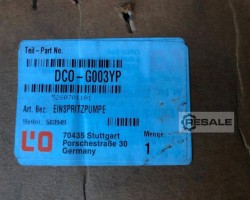 Teil - Part No.
DCO-G003YP
Art. Bez: EINSPRITZPUMPE
L'O
70435 Stuttgart
Porschestraße 30
Germany
Menge
1
RESALE